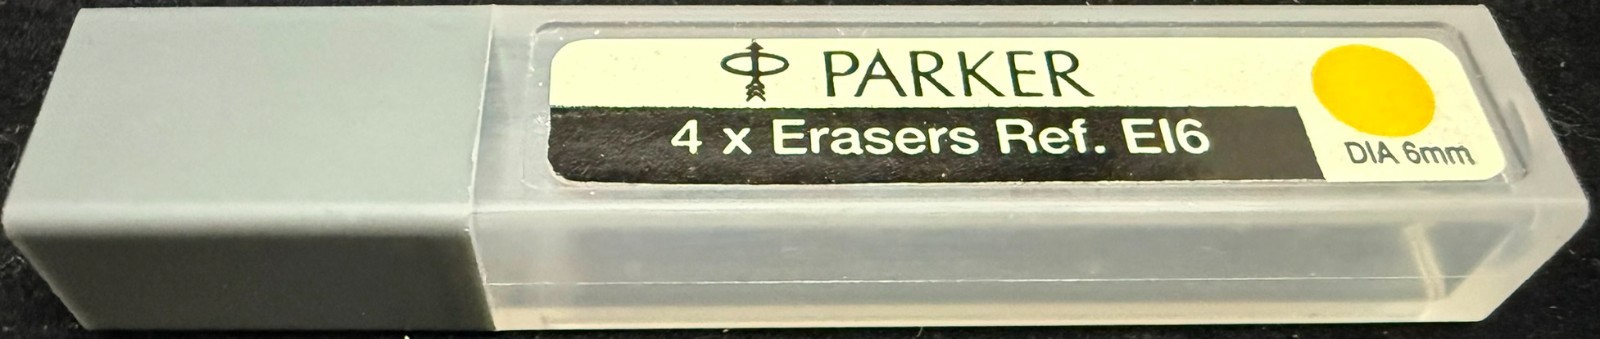 PARKER
4 x Erasers Ref. EI6
DIA 6mm